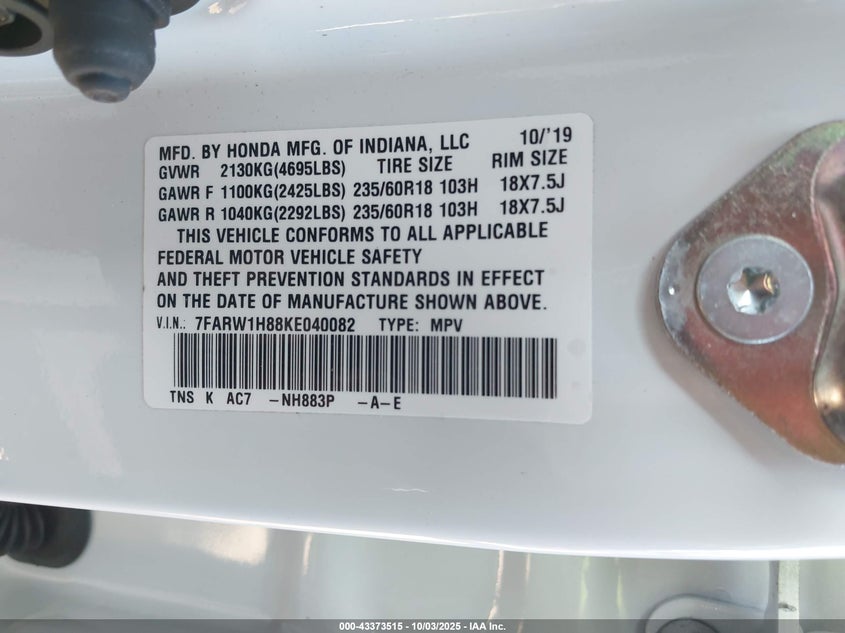 MFD. BY HONDA MFG. OF INDIANA, LLC 10/'19
GVWR 2130KG(4695LBS) TIRE SIZE RIM SIZE
GAWR F 1100KG(2425LBS) 235/60R18 103H 18X7.5J
GAWR R 1040KG(2292LBS) 235/60R18 103H 18X7.5J
THIS VEHICLE CONFORMS TO ALL APPLICABLE
FEDERAL MOTOR VEHICLE SAFETY
AND THEFT PREVENTION STANDARDS IN EFFECT
ON THE DATE OF MANUFACTURE SHOWN ABOVE.
V.I.N.: 7FARW1H88KE040082 TYPE: MPV
TNS K AC7 -NH883P -A-E
000-43373515 - 10/03/2025 - IAA Inc.